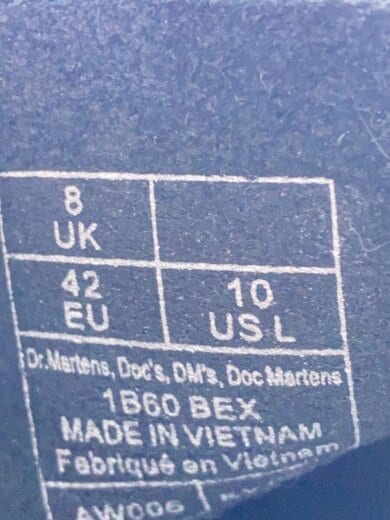 8
UK
42
EU
10
US L
Dr.Martens, Doc's, DM's, Doc Martens
1B60 BEX
MADE IN VIETNAM
Fabriqué en Vietnam
AW006